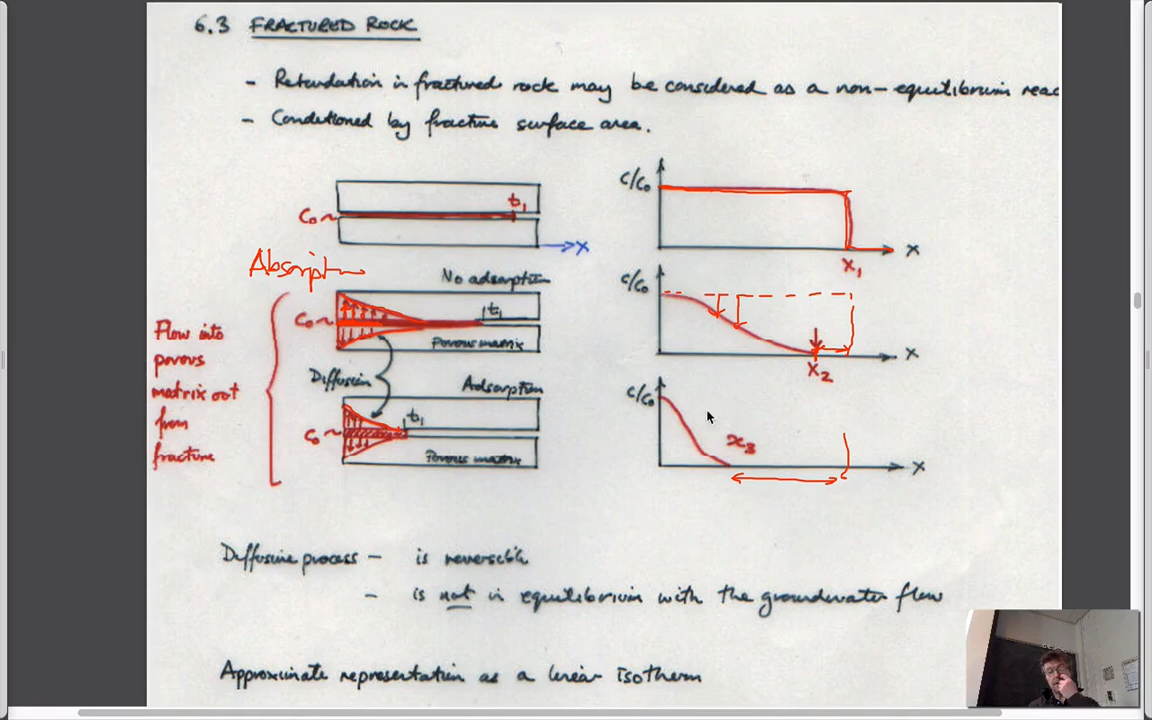 6.3 FRACTURED ROCK
- Retardation in fractured rock may be considered as a non-equilibrium reac
- Conditioned by fracture surface area.
C₀ t₁
x
C/C₀
x
x₁
Absorption
No adsorption
C₀ t₁
Porous matrix
C/C₀
x
x₂
Flow into
porous
matrix out
from
fracture
Diffusion
Adsorption
C₀ t₁
Porous matrix
C/C₀
x₃
x
Diffusive process - is reversible
- is not in equilibrium with the groundwater flow
Approximate representation as a linear isotherm